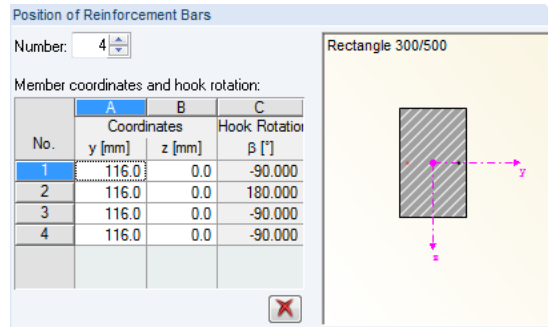 Position of Reinforcement Bars
Number: 4
Rectangle 300/500
Member coordinates and hook rotation:
A B C
Coordinates Hook Rotation
No. y [mm] z [mm] β [°]
1 116.0 0.0 -90.000
2 116.0 0.0 180.000
3 116.0 0.0 -90.000
4 116.0 0.0 -90.000
y
z